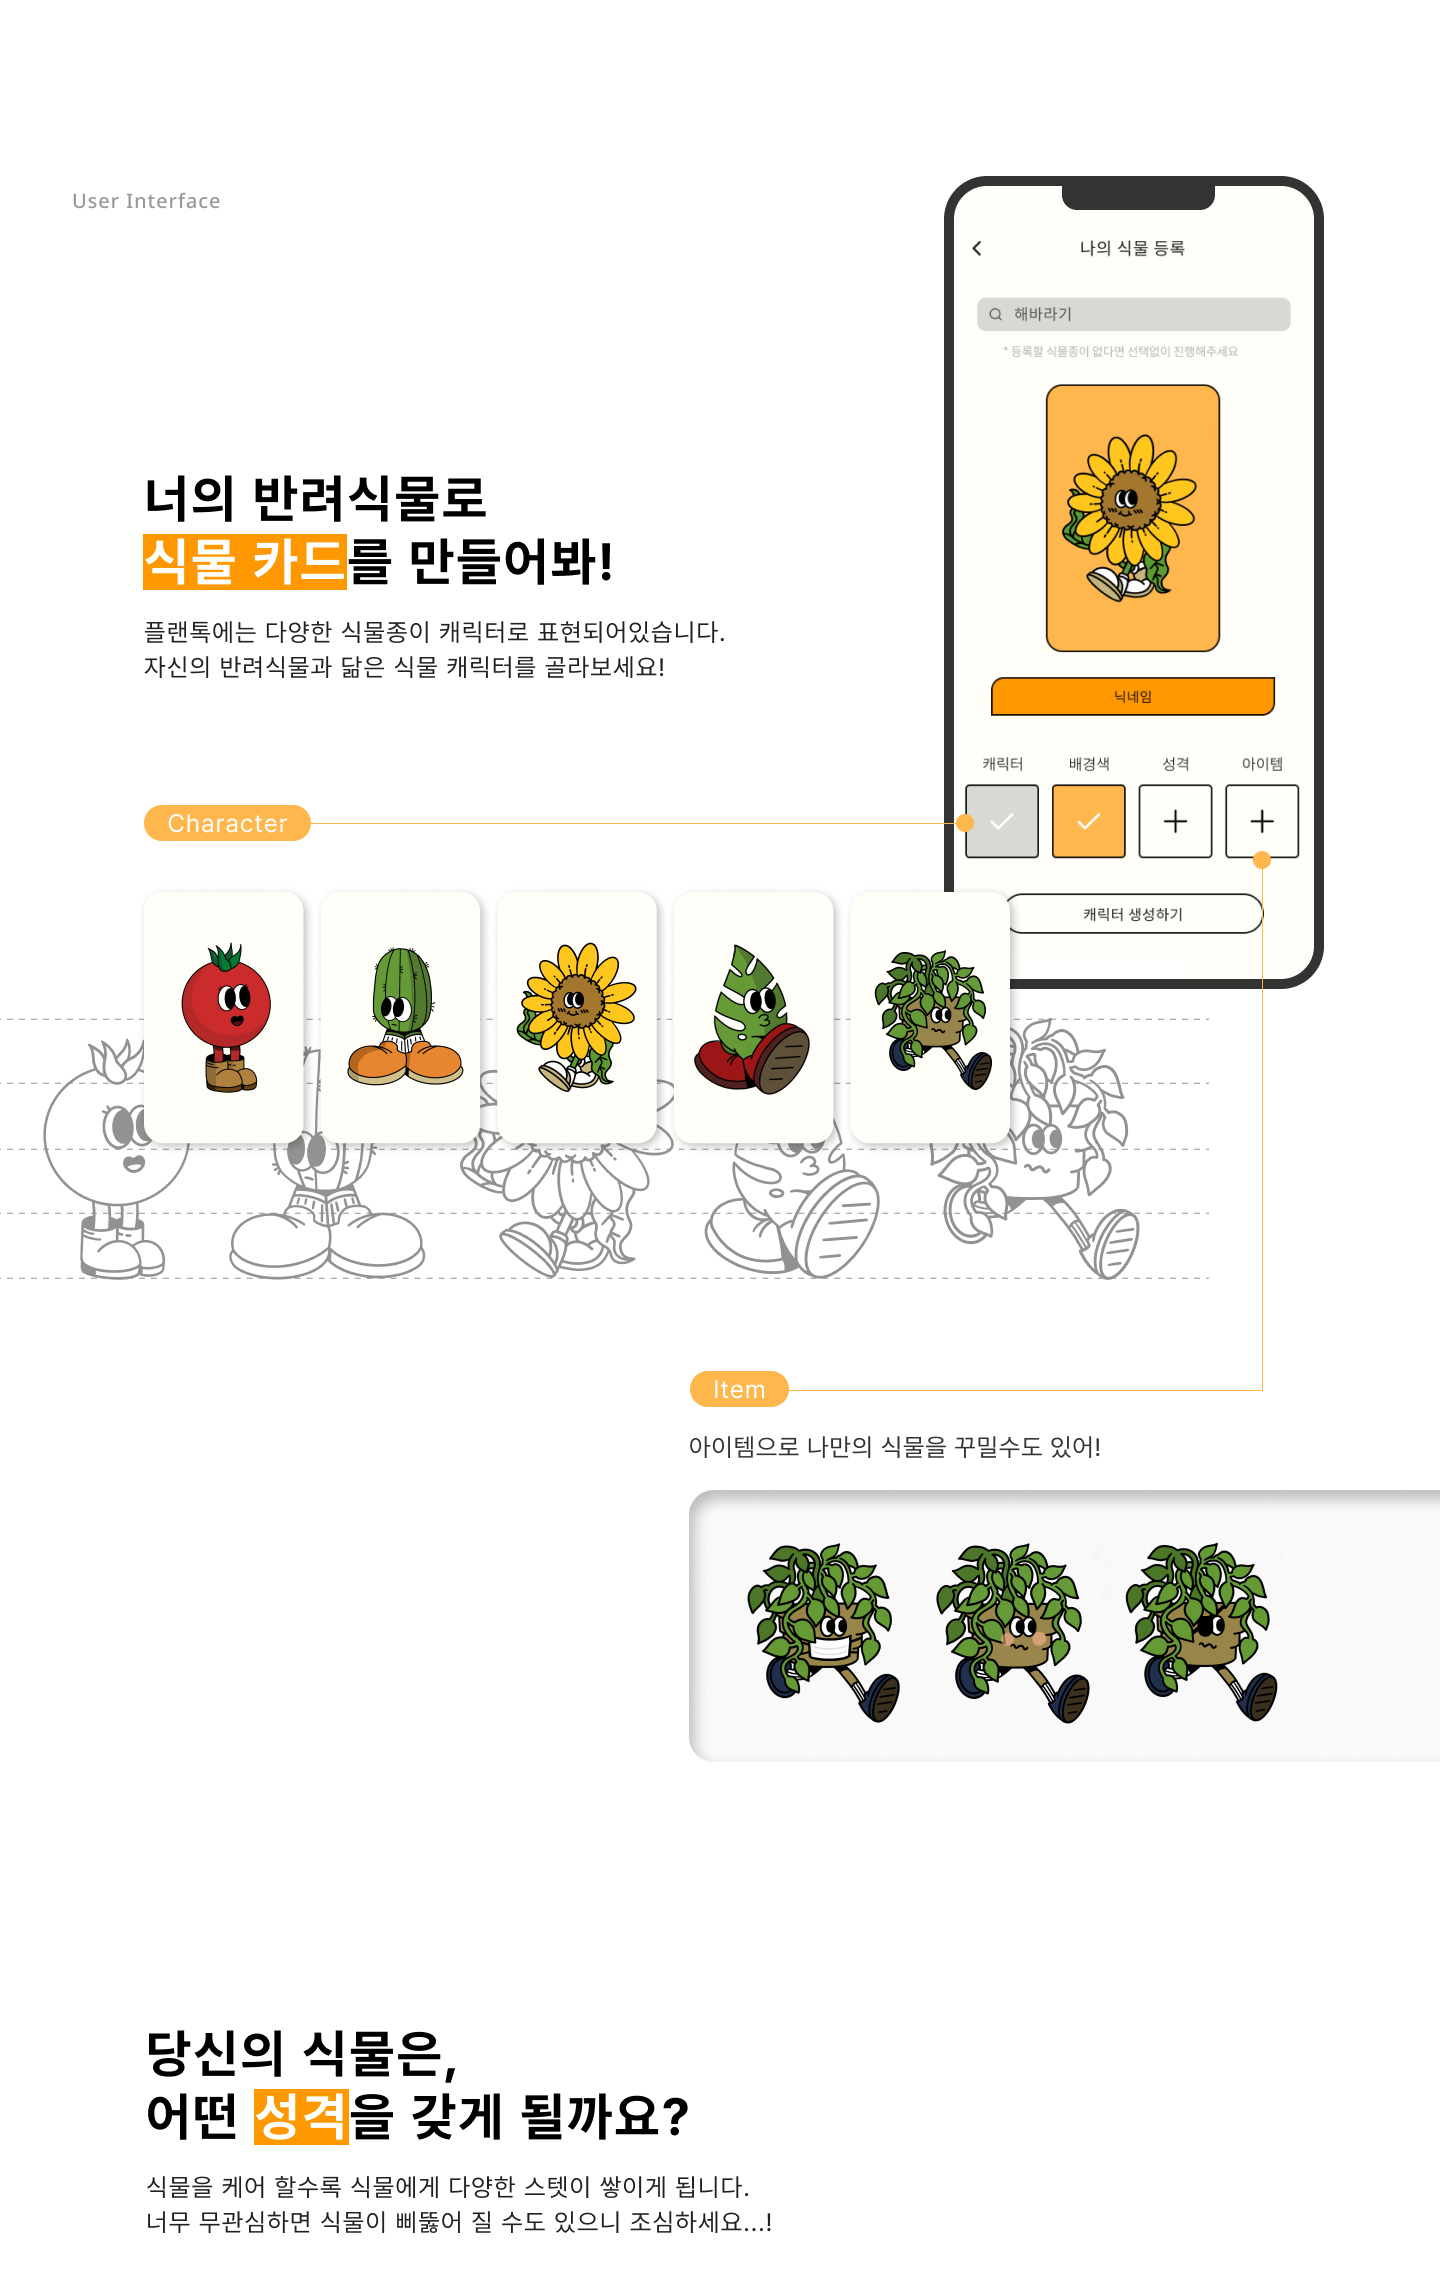 User Interface
나의 식물 등록
해바라기
* 등록할 식물종이 없다면 선택없이 진행해주세요
너의 반려식물로
식물 카드를 만들어봐!
플랜톡에는 다양한 식물종이 캐릭터로 표현되어있습니다.
자신의 반려식물과 닮은 식물 캐릭터를 골라보세요!
닉네임
캐릭터 배경색 성격 아이템
Character
캐릭터 생성하기
Item
아이템으로 나만의 식물을 꾸밀수도 있어!
당신의 식물은,
어떤 성격을 갖게 될까요?
식물을 케어 할수록 식물에게 다양한 스텟이 쌓이게 됩니다.
너무 무관심하면 식물이 삐뚫어 질 수도 있으니 조심하세요...!